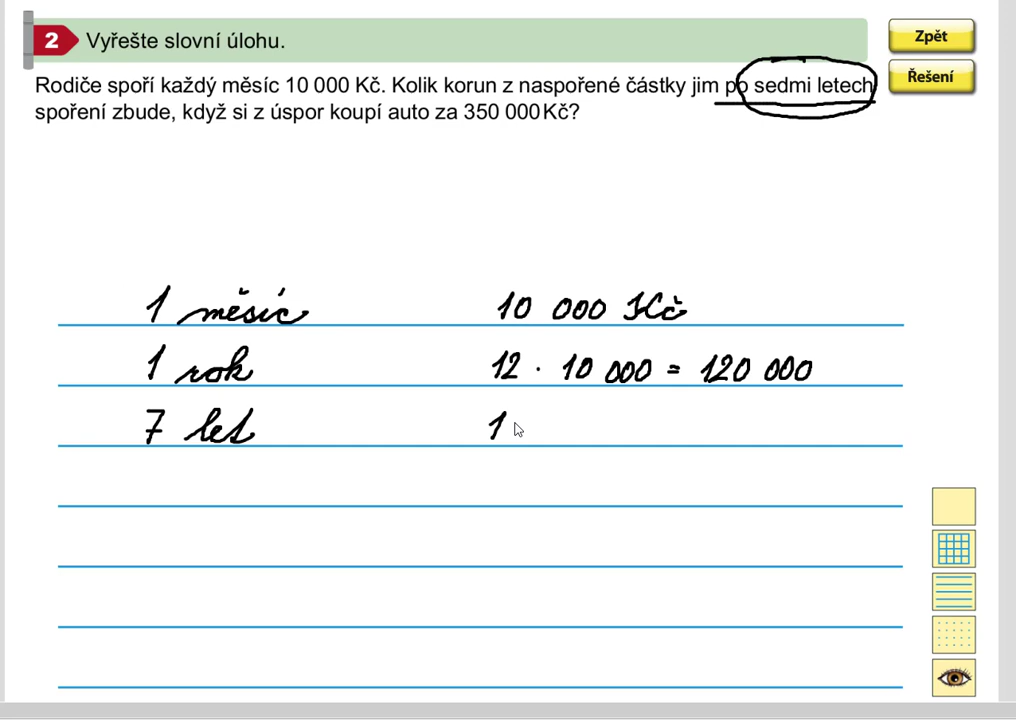 2 Vyřešte slovní úlohu.
Zpět
Řešení
Rodiče spoří každý měsíc 10 000 Kč. Kolik korun z naspořené částky jim po sedmi letech
spoření zbude, když si z úspor koupí auto za 350 000 Kč?
1 měsíc 10 000 Kč
1 rok 12 · 10 000 = 120 000
7 let 1